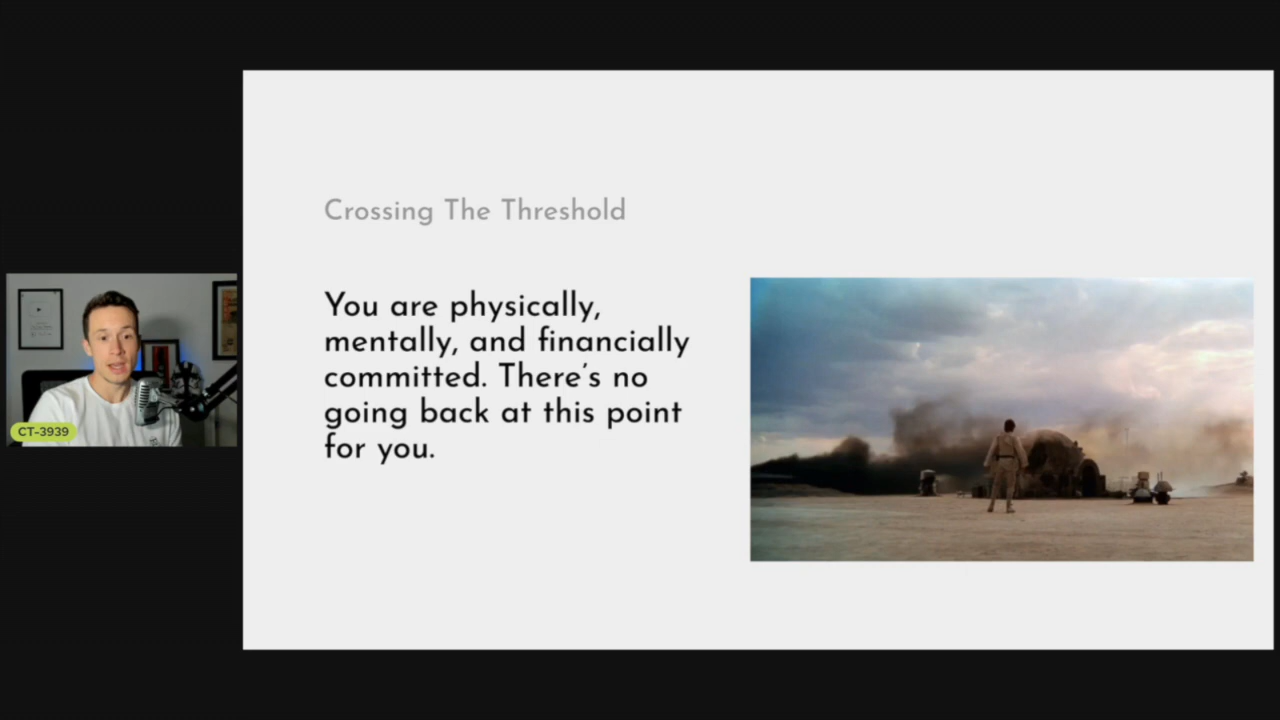 Crossing The Threshold
You are physically,
mentally, and financially
committed. There's no
going back at this point
for you.
CT-3939